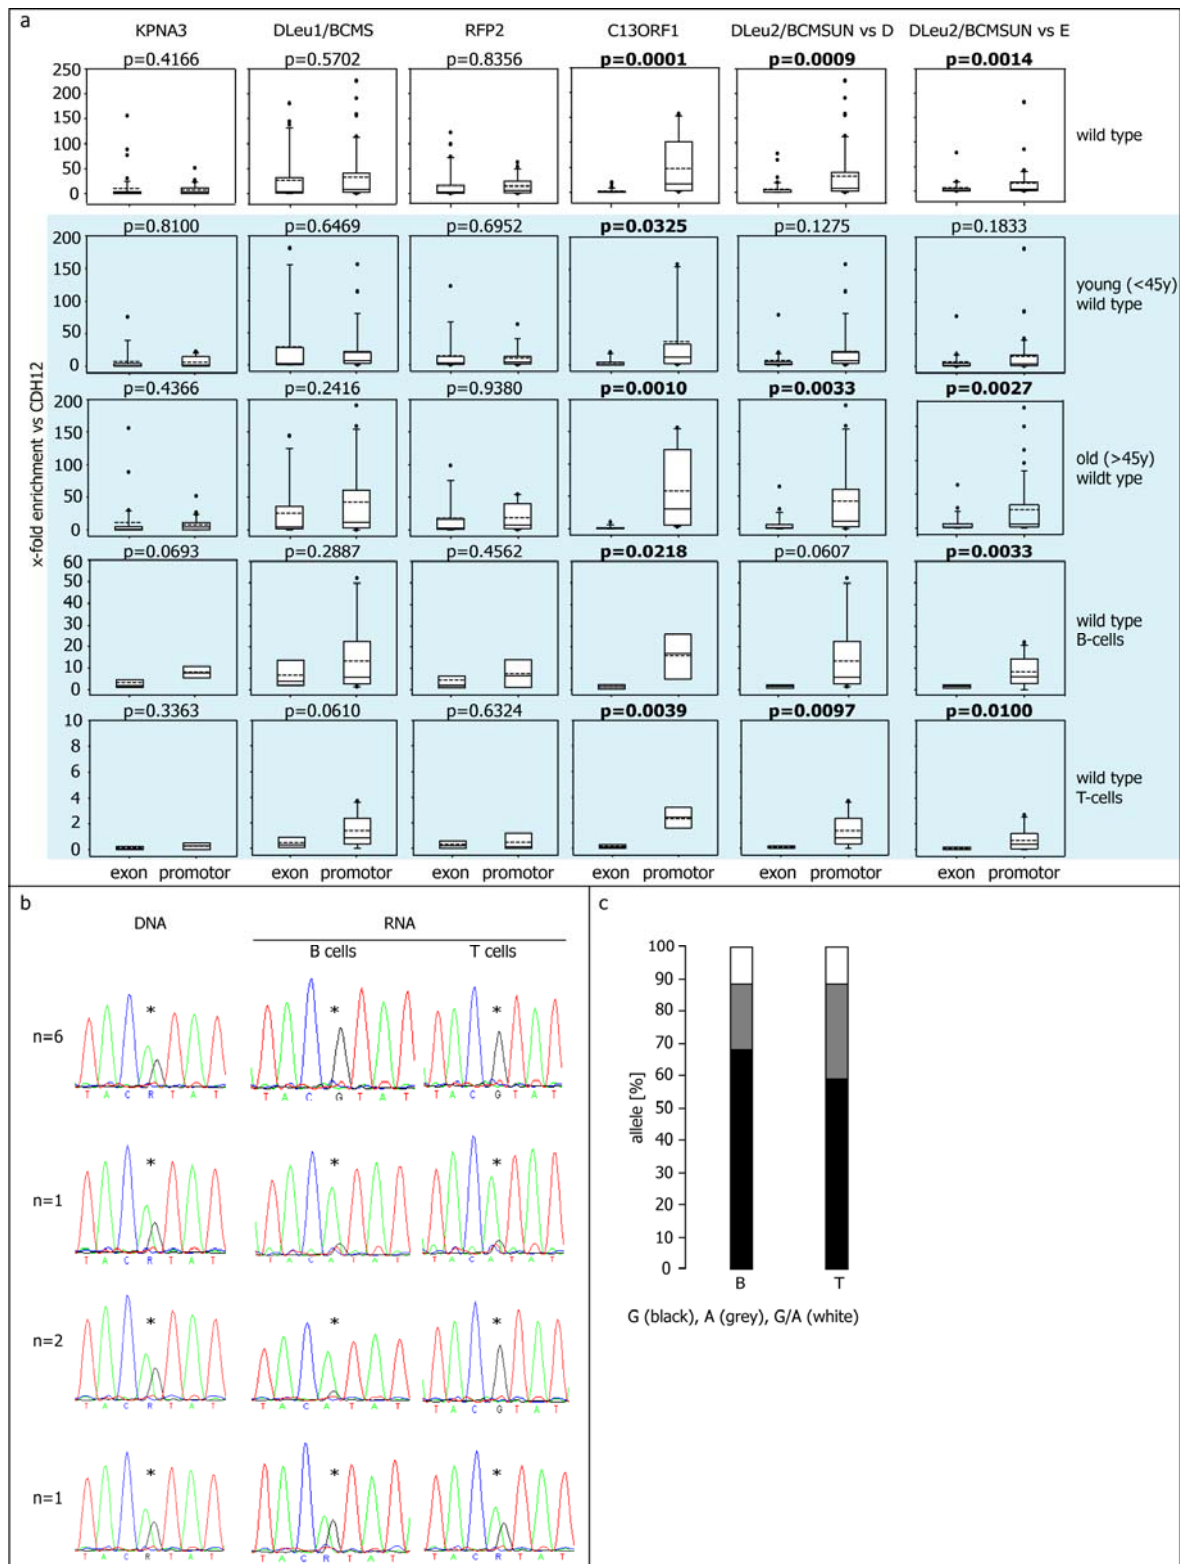 a
KPNA3 DLeu1/BCMS RFP2 C13ORF1 DLeu2/BCMSUN vs D DLeu2/BCMSUN vs E
p=0.4166 p=0.5702 p=0.8356 p=0.0001 p=0.0009 p=0.0014
250
200
150
100
50
0
wild type
p=0.8100 p=0.6469 p=0.6952 p=0.0325 p=0.1275 p=0.1833
200
150
100
50
0
young (<45y)
wild type
x-fold enrichment vs CDH12
p=0.4366 p=0.2416 p=0.9380 p=0.0010 p=0.0033 p=0.0027
200
150
100
50
0
old (>45y)
wildt ype
p=0.0693 p=0.2887 p=0.4562 p=0.0218 p=0.0607 p=0.0033
60
50
40
30
20
10
0
wild type
B-cells
p=0.3363 p=0.0610 p=0.6324 p=0.0039 p=0.0097 p=0.0100
10
8
6
4
2
0
wild type
T-cells
exon promotor exon promotor exon promotor exon promotor exon promotor exon promotor
b
DNA RNA
B cells T cells
n=6
* * *
T A C R T A T T A C G T A T T A C G T A T
n=1
* * *
T A C R T A T T A C A T A T T A C A T A T
n=2
* * *
T A C R T A T T A C A T A T T A C G T A T
n=1
* * *
T A C R T A T T A C R T A T T A C R T A T
c
100
90
80
70
60
50
40
30
20
10
0
allele [%]
B T
G (black), A (grey), G/A (white)